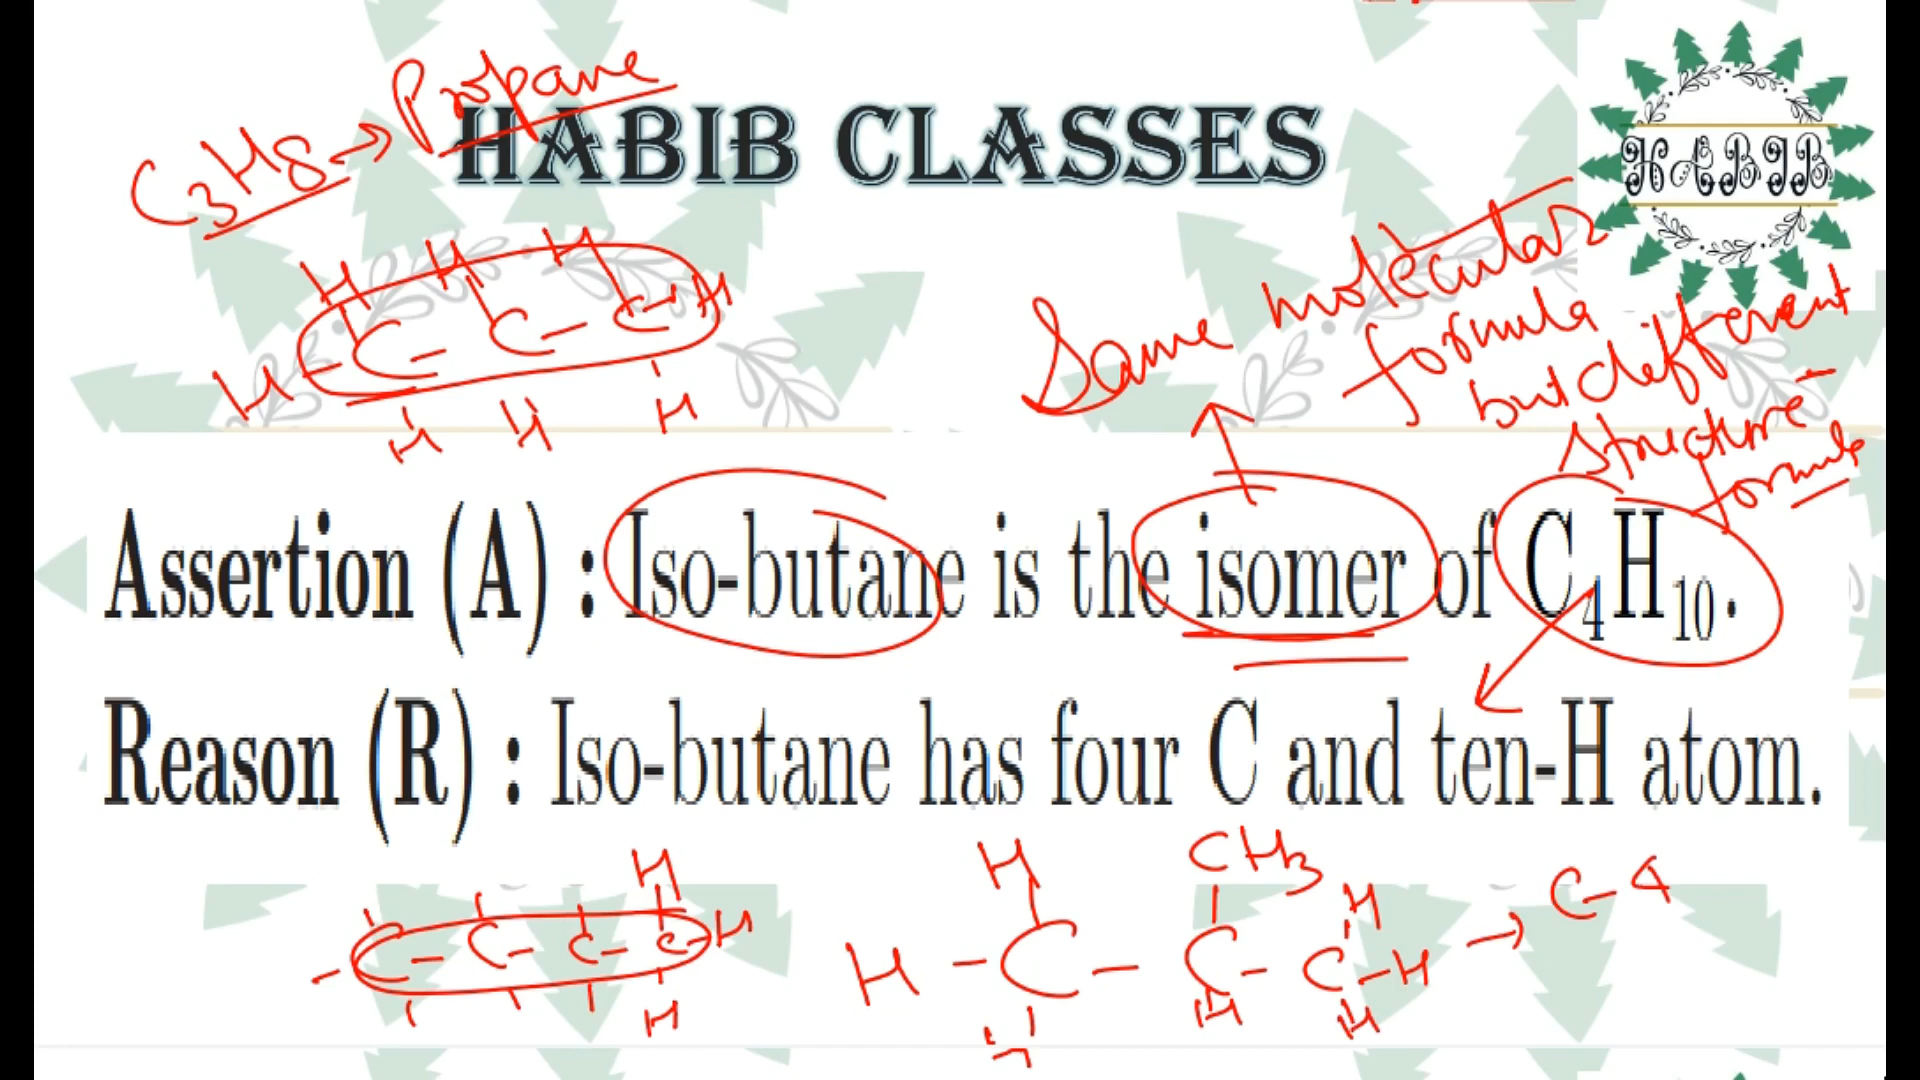 C3H8 → Propane
HABIB CLASSES
HABIB
H H H
H - C - C - C - H
H H H
Same molecular
formula
but different
structure
formula
Assertion (A) : Iso-butane is the isomer of C₄H₁₀.
Reason (R) : Iso-butane has four C and ten-H atom.
H
- C - C - C - C - H
H
H CH3 H
H - C - C - C - H → C - 4
H H